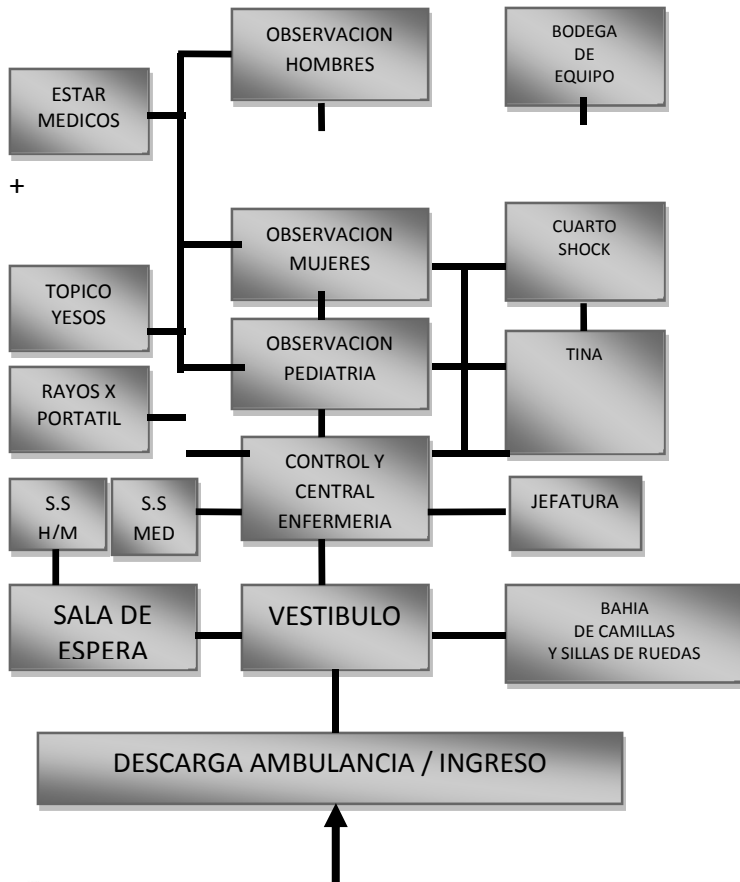 OBSERVACION
HOMBRES
BODEGA
DE
EQUIPO
ESTAR
MEDICOS
+
OBSERVACION
MUJERES
CUARTO
SHOCK
TOPICO
YESOS
OBSERVACION
PEDIATRIA
TINA
RAYOS X
PORTATIL
CONTROL Y
CENTRAL
ENFERMERIA
S.S
H/M
S.S
MED
JEFATURA
SALA DE
ESPERA
VESTIBULO
BAHIA
DE CAMILLAS
Y SILLAS DE RUEDAS
DESCARGA AMBULANCIA / INGRESO